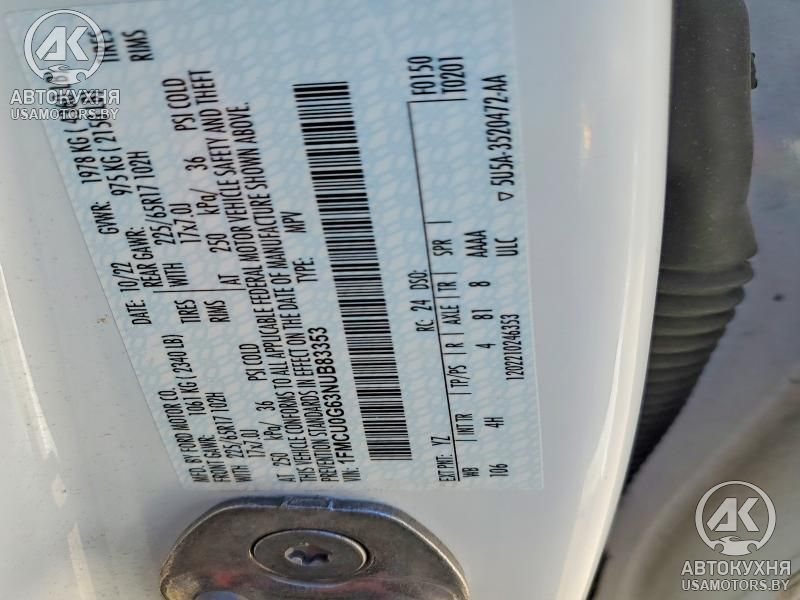 MFD. BY FORD MOTOR CO.
DATE: 10/22 GVWR: 1978 KG
FRONT GAWR: 1061 KG (2340 LB) REAR GAWR: 975 KG (215
WITH 225/65R17 102H TIRES WITH 225/65R17 102H TIRES
17x7.0J RIMS 17x7.0J RIMS
AT 250 kPa/ 36 PSI COLD AT 250 kPa/ 36 PSI COLD
THIS VEHICLE CONFORMS TO ALL APPLICABLE FEDERAL MOTOR VEHICLE SAFETY AND THEFT
PREVENTION STANDARDS IN EFFECT ON THE DATE OF MANUFACTURE SHOWN ABOVE.
VIN: 1FMCU0G63NUB83353 TYPE: MPV
F0150
T0201
EXT PNT: YZ RC: 24 DSO:
WB INT TR TP/PS R AXLE TR SPR
106 4H 4 81 8 AAAA
120221026353 ULC
▽ 5U5A-3520472-AA
AK
АВТОКУХНЯ
USAMOTORS.BY
AK
АВТОКУХНЯ
USAMOTORS.BY